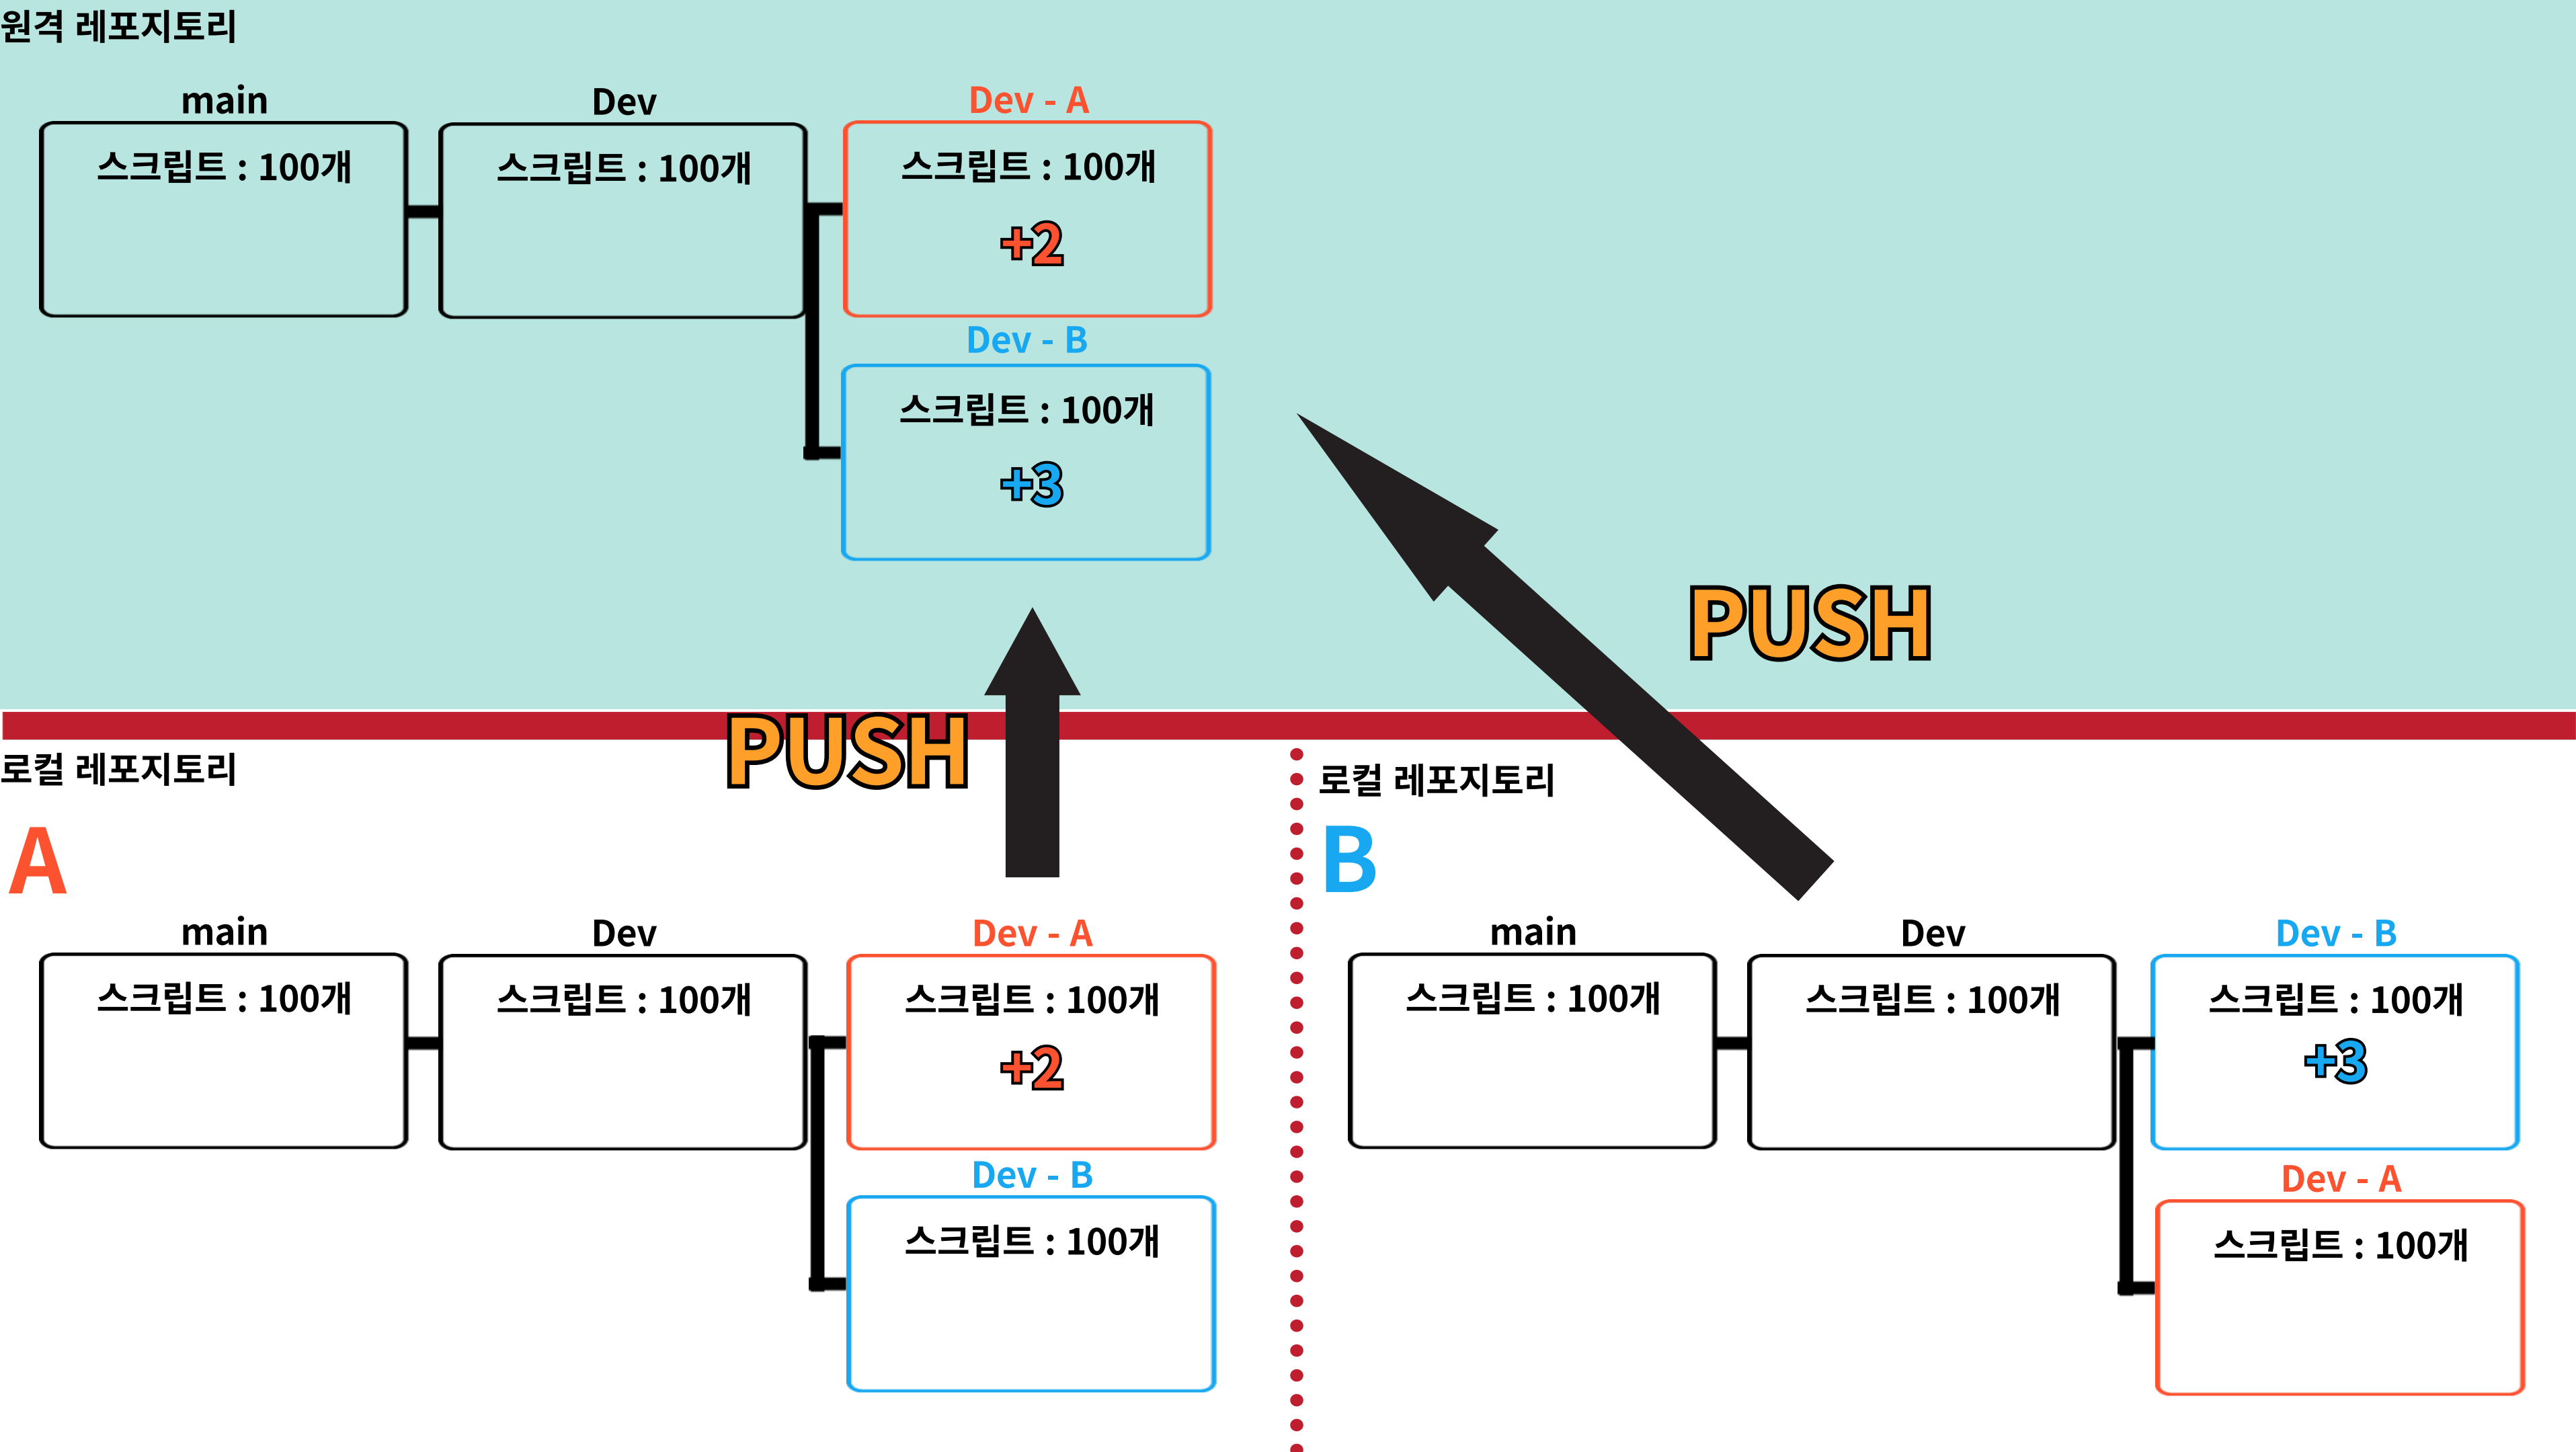 원격 레포지토리
main
스크립트 : 100개
Dev
스크립트 : 100개
Dev - A
스크립트 : 100개
+2
Dev - B
스크립트 : 100개
+3
PUSH
PUSH
로컬 레포지토리
A
main
스크립트 : 100개
Dev
스크립트 : 100개
Dev - A
스크립트 : 100개
+2
Dev - B
스크립트 : 100개
로컬 레포지토리
B
main
스크립트 : 100개
Dev
스크립트 : 100개
Dev - B
스크립트 : 100개
+3
Dev - A
스크립트 : 100개